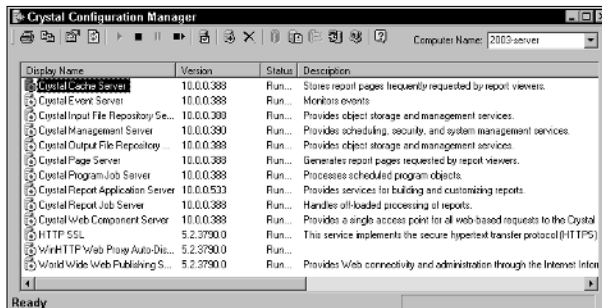 Crystal Configuration Manager
Computer Name: 2003-server
Display Name Version Status Description
Crystal Cache Server 10.0.0.388 Run... Stores report pages frequently requested by report viewers.
Crystal Event Server 10.0.0.388 Run... Monitors events
Crystal Input File Repository Se... 10.0.0.388 Run... Provides object storage and management services.
Crystal Management Server 10.0.0.390 Run... Provides scheduling, security, and system management services.
Crystal Output File Repository ... 10.0.0.388 Run... Provides object storage and management services.
Crystal Page Server 10.0.0.388 Run... Generates report pages requested by report viewers.
Crystal Program Job Server 10.0.0.388 Run... Processes scheduled program objects.
Crystal Report Application Server 10.0.0.533 Run... Provides services for building and customizing reports.
Crystal Report Job Server 10.0.0.388 Run... Handles off-loaded processing of reports.
Crystal Web Component Server 10.0.0.388 Run... Provides a single access point for all web-based requests to the Crystal
HTTP SSL 5.2.3790.0 Run... This service implements the secure hypertext transfer protocol (HTTPS)
WinHTTP Web Proxy Auto-Dis... 5.2.3790.0 Run...
World Wide Web Publishing S... 5.2.3790.0 Run... Provides Web connectivity and administration through the Internet Infor
Ready